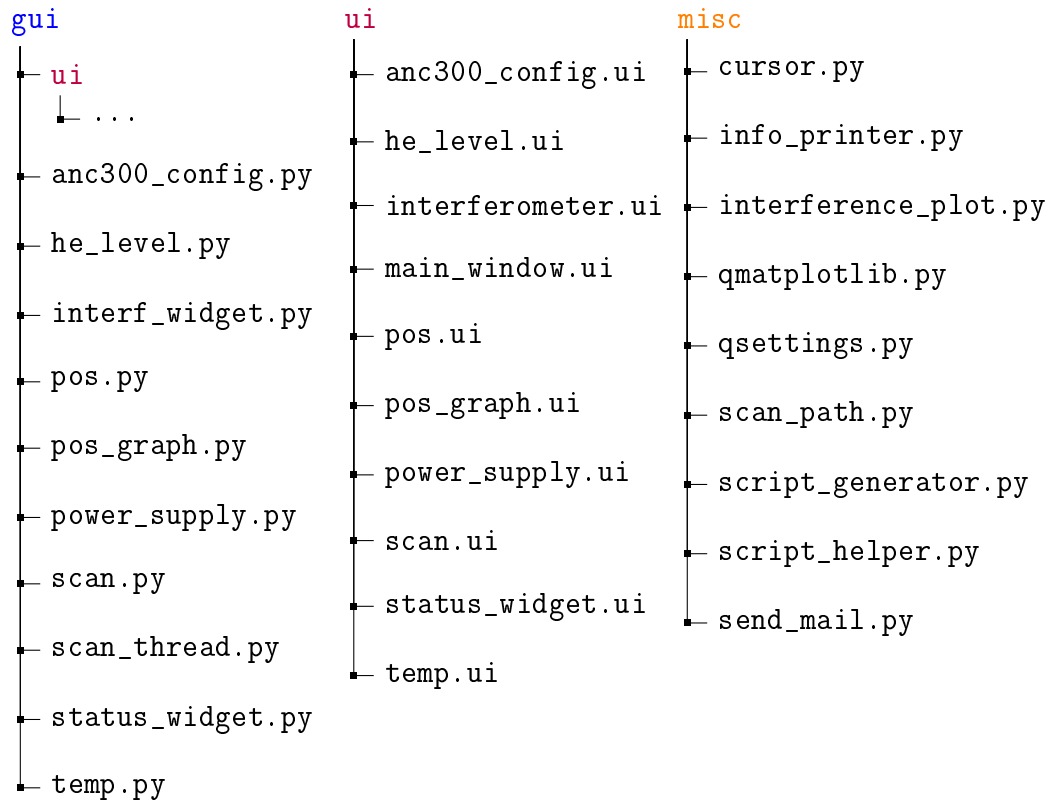 gui
ui
...
anc300_config.py
he_level.py
interf_widget.py
pos.py
pos_graph.py
power_supply.py
scan.py
scan_thread.py
status_widget.py
temp.py
ui
anc300_config.ui
he_level.ui
interferometer.ui
main_window.ui
pos.ui
pos_graph.ui
power_supply.ui
scan.ui
status_widget.ui
temp.ui
misc
cursor.py
info_printer.py
interference_plot.py
qmatplotlib.py
qsettings.py
scan_path.py
script_generator.py
script_helper.py
send_mail.py